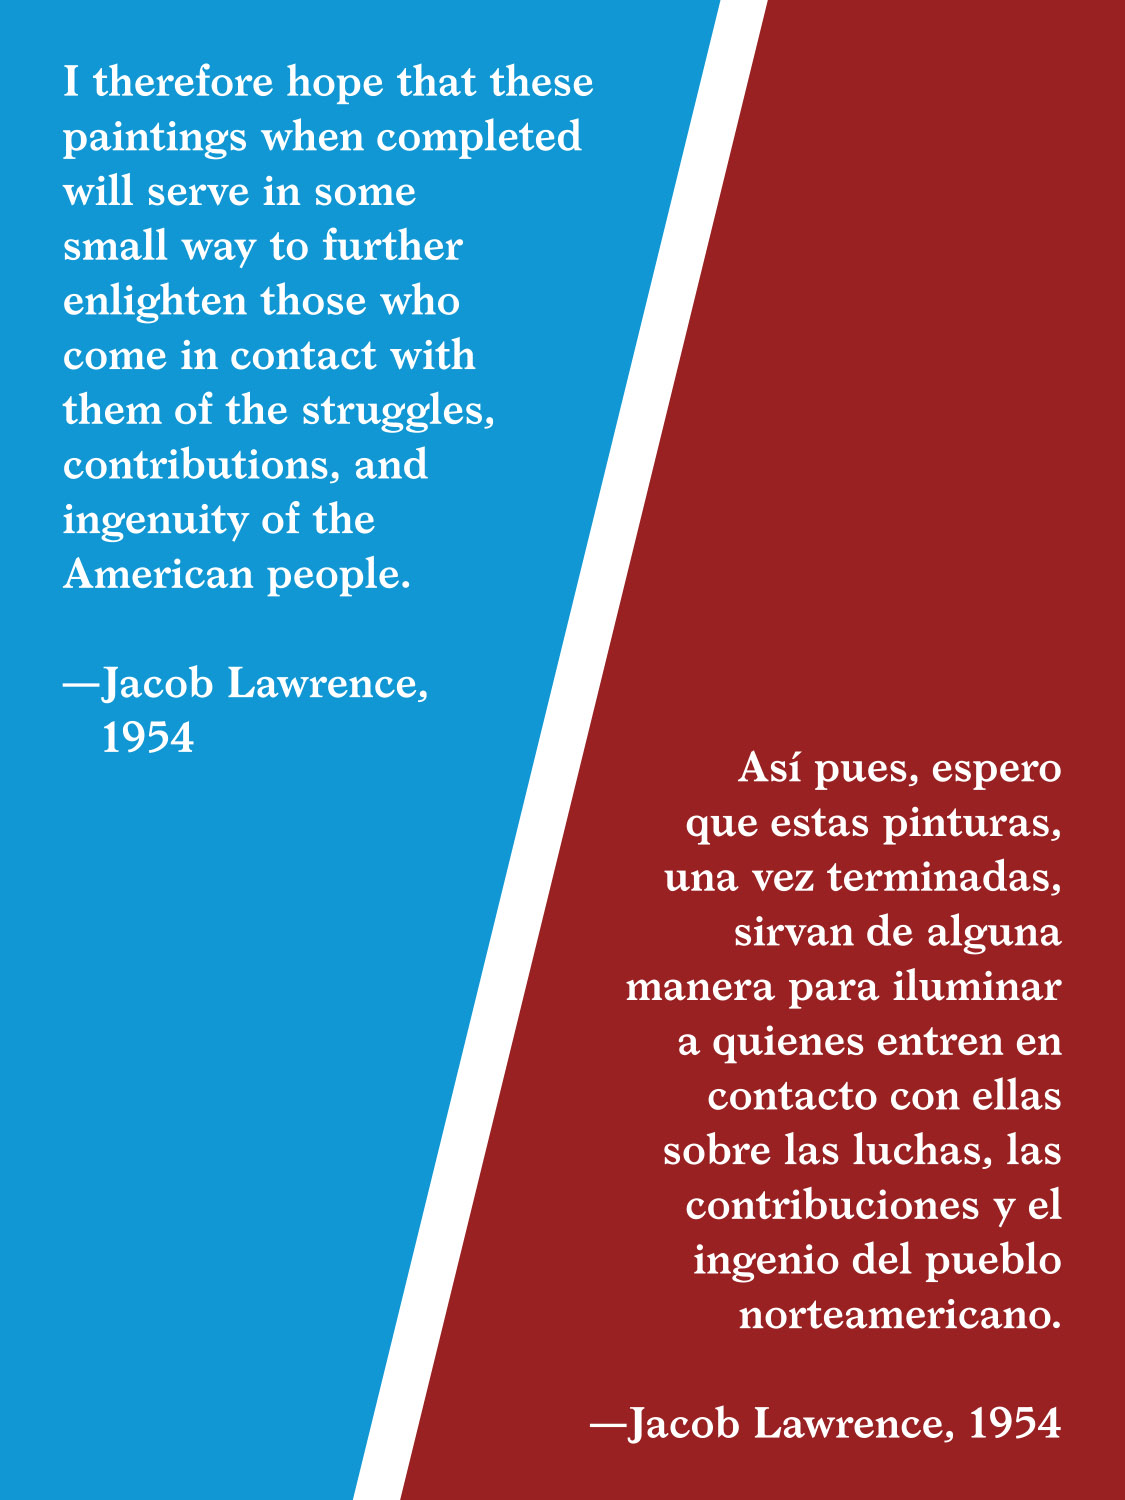 I therefore hope that these
paintings when completed
will serve in some
small way to further
enlighten those who
come in contact with
them of the struggles,
contributions, and
ingenuity of the
American people.
—Jacob Lawrence,
1954
Así pues, espero
que estas pinturas,
una vez terminadas,
sirvan de alguna
manera para iluminar
a quienes entren en
contacto con ellas
sobre las luchas, las
contribuciones y el
ingenio del pueblo
norteamericano.
—Jacob Lawrence, 1954